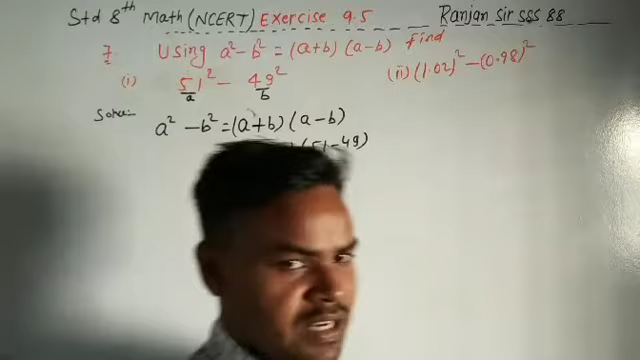 Std 8th Math (NCERT) Exercise 9.5 Ranjan Sir SSS 88
7 Using a² - b² = (a+b) (a-b) find
(i) 51² - 49² (ii) (1.02)² - (0.98)²
a b
a² - b² = (a+b) (a-b)
(51-49)